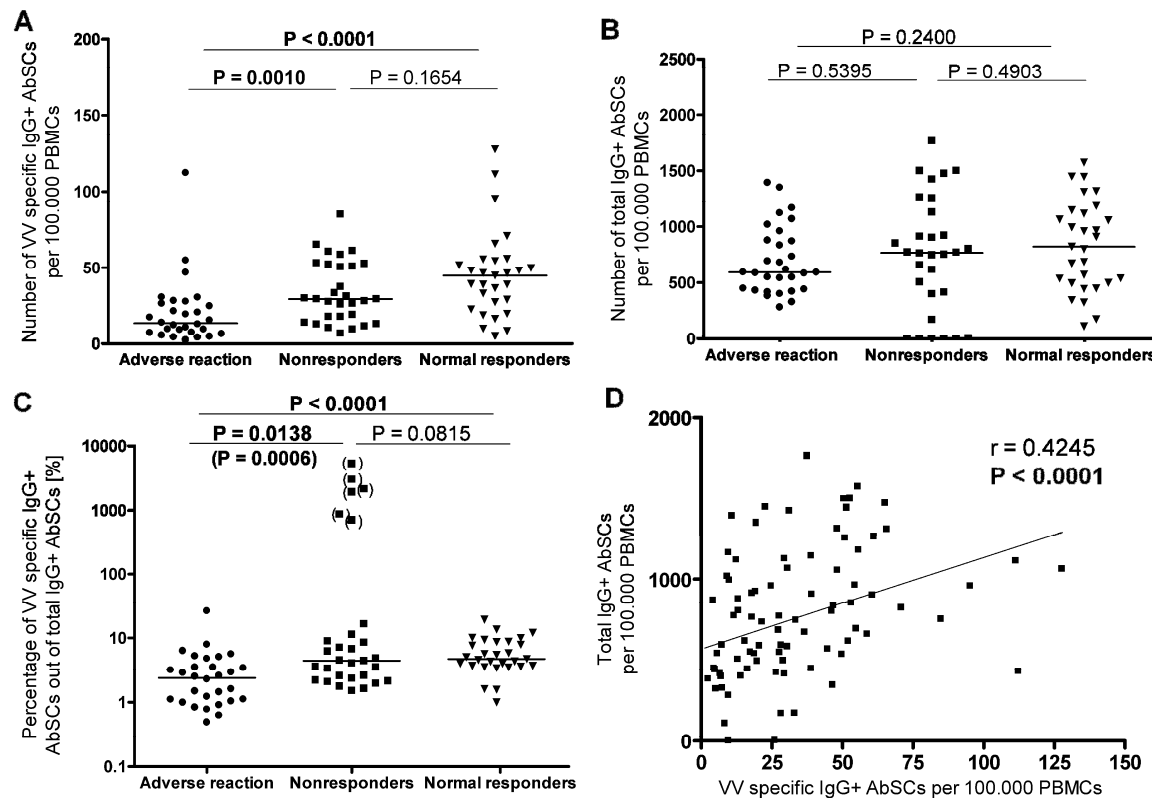 A
P < 0.0001
P = 0.0010
P = 0.1654
Number of VV specific IgG+ AbSCs
per 100.000 PBMCs
200
150
100
50
0
Adverse reaction
Nonresponders
Normal responders
B
P = 0.2400
P = 0.5395
P = 0.4903
Number of total IgG+ AbSCs
per 100.000 PBMCs
2500
2000
1500
1000
500
0
Adverse reaction
Nonresponders
Normal responders
C
P < 0.0001
P = 0.0138
P = 0.0815
(P = 0.0006)
Percentage of VV specific IgG+
AbSCs out of total IgG+ AbSCs [%]
10000
1000
100
10
1
0.1
Adverse reaction
Nonresponders
Normal responders
D
r = 0.4245
P < 0.0001
Total IgG+ AbSCs
per 100.000 PBMCs
2000
1000
0
0
25
50
75
100
125
150
VV specific IgG+ AbSCs per 100.000 PBMCs